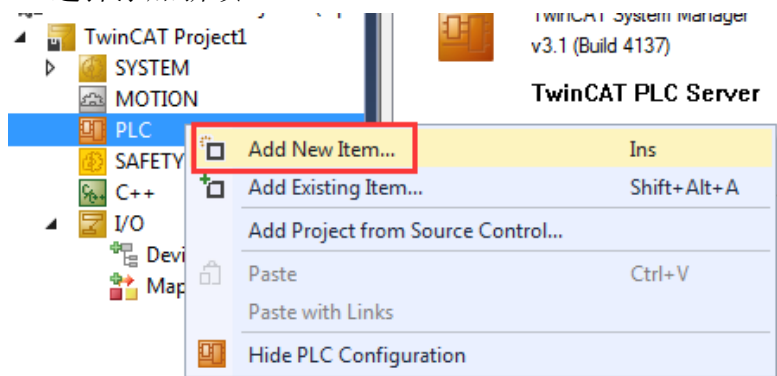 TwinCAT System Manager
TwinCAT Project1
v3.1 (Build 4137)
SYSTEM
MOTION
TwinCAT PLC Server
PLC
Add New Item... Ins
SAFETY
C++
Add Existing Item... Shift+Alt+A
I/O
Add Project from Source Control...
Devi
Map
Paste Ctrl+V
Paste with Links
Hide PLC Configuration